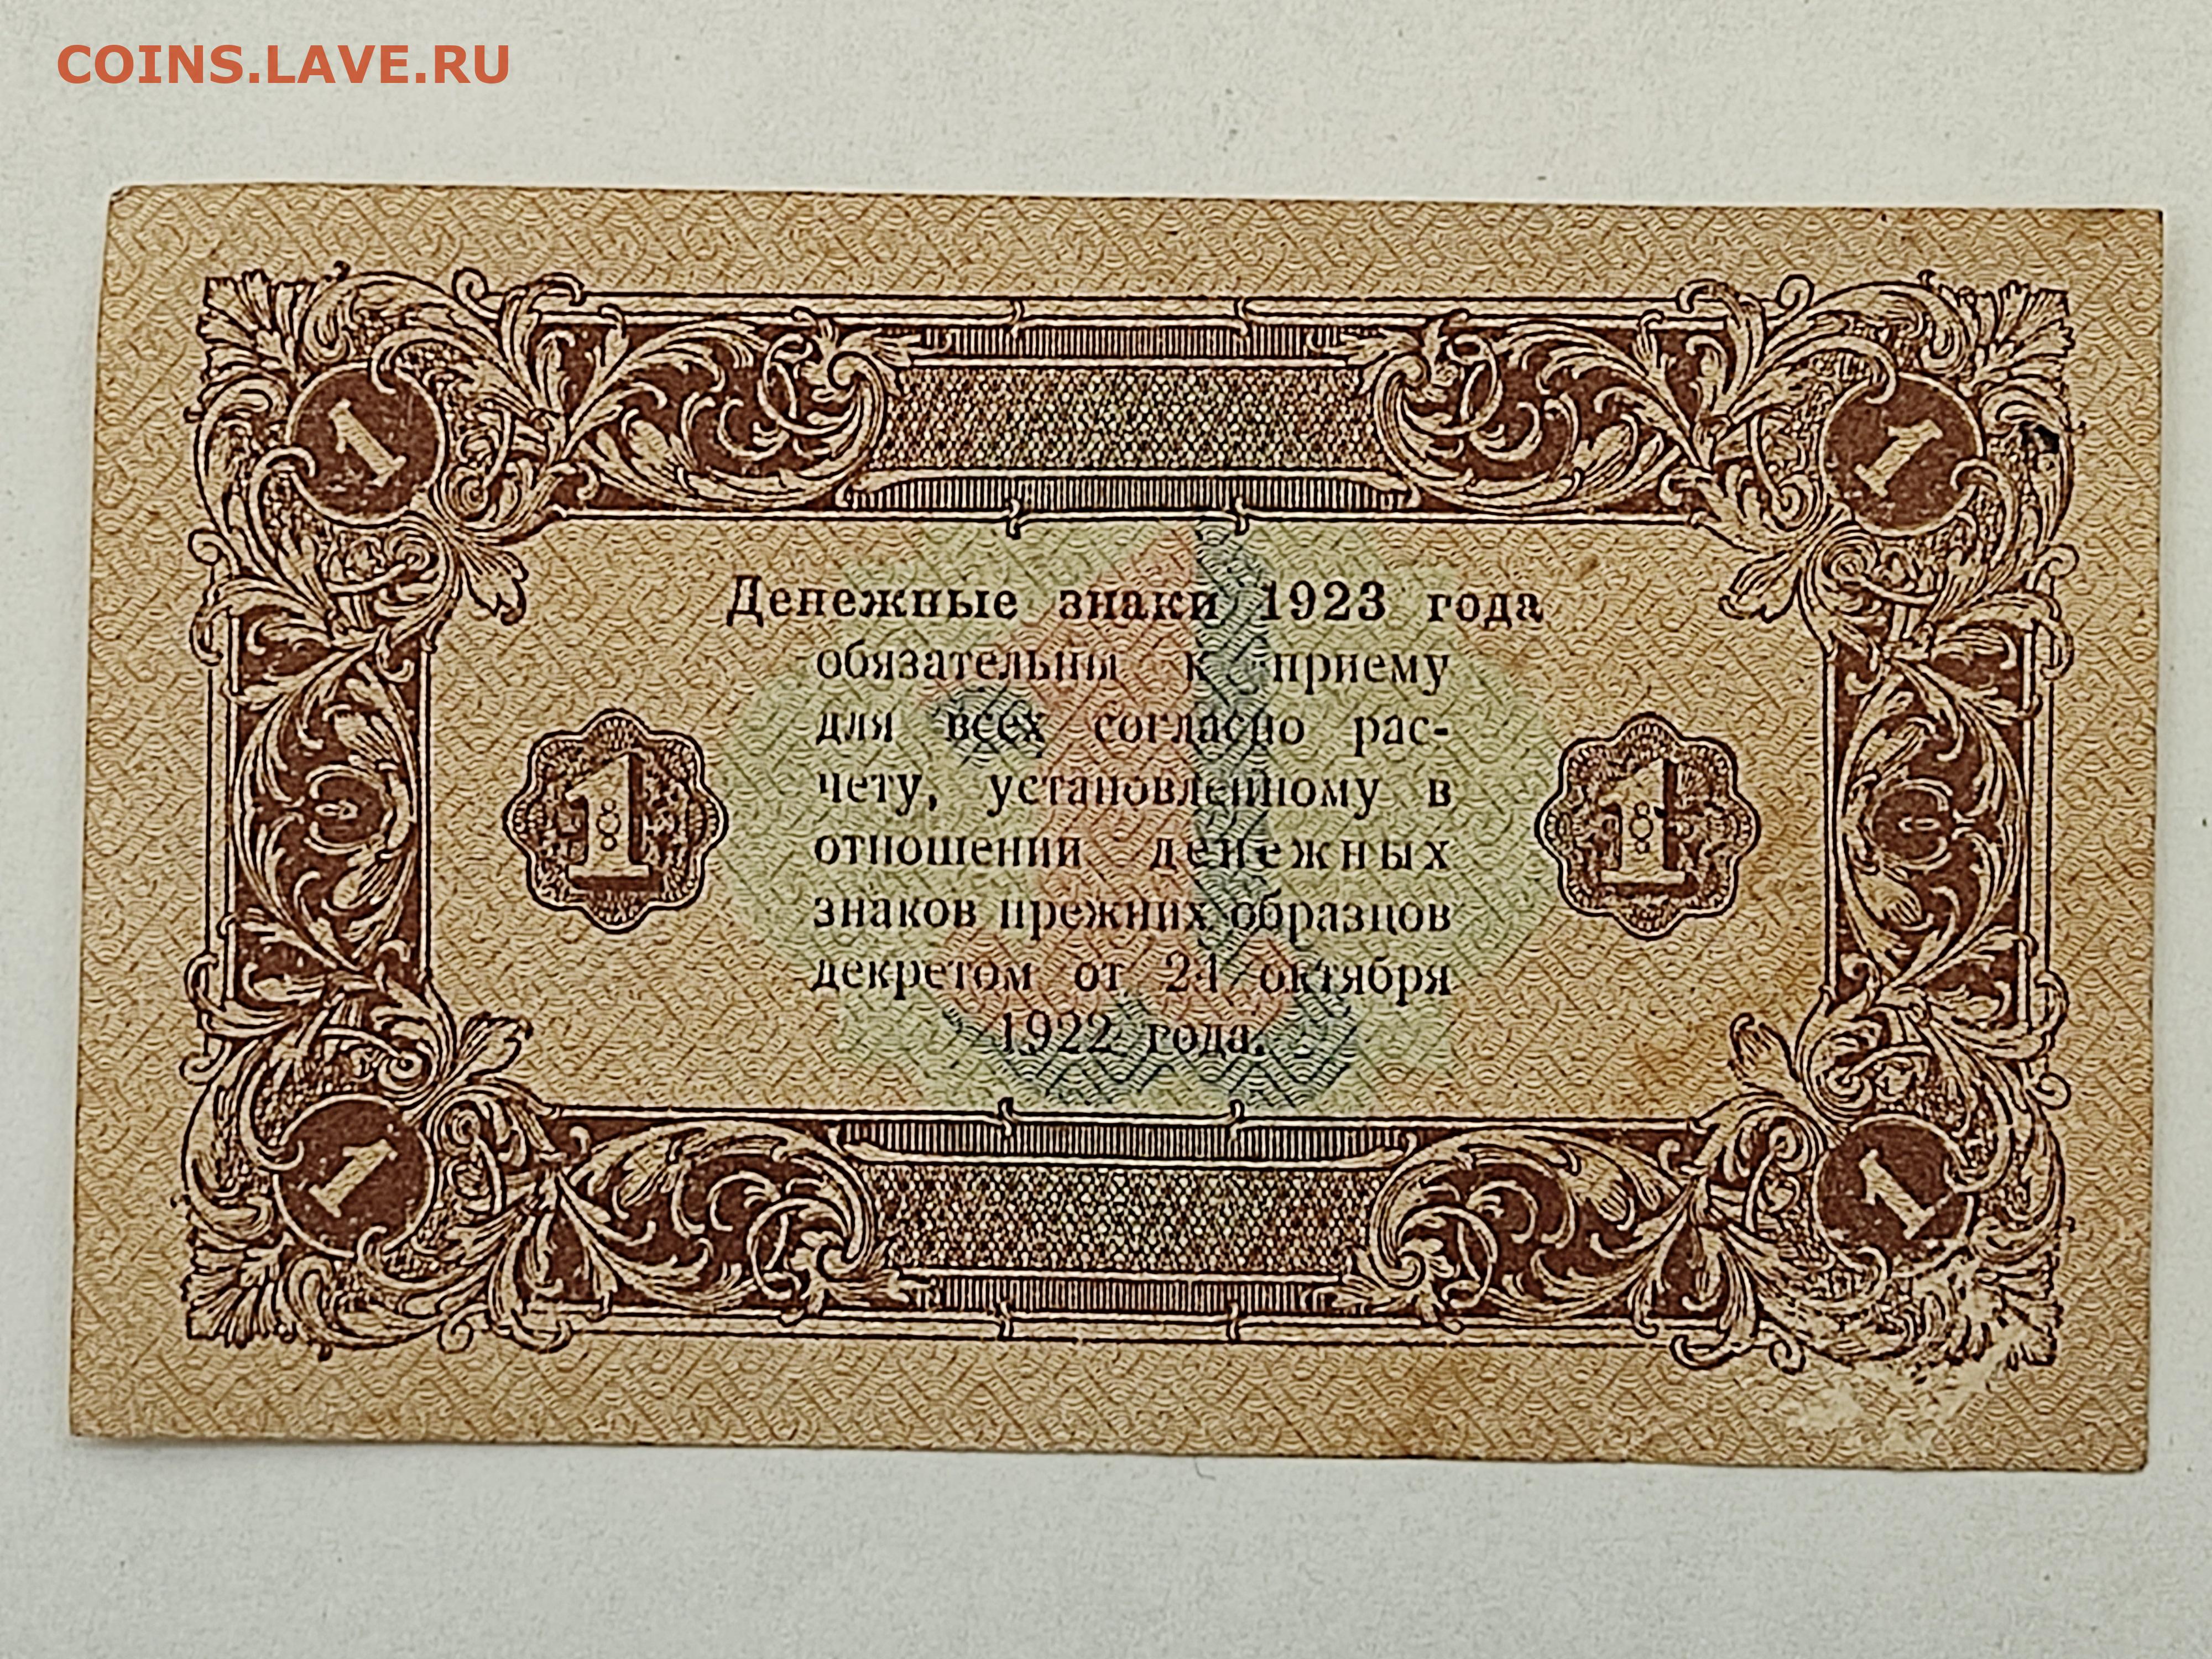 COINS.LAVE.RU
1 1
Денежные знаки 1923 года
обязательны к приему
для всех согласно рас-
чету, установленному в
1 1
отношении денежных
знаков прежних образцов
декретом от 24 октября
1922 года.
1 1